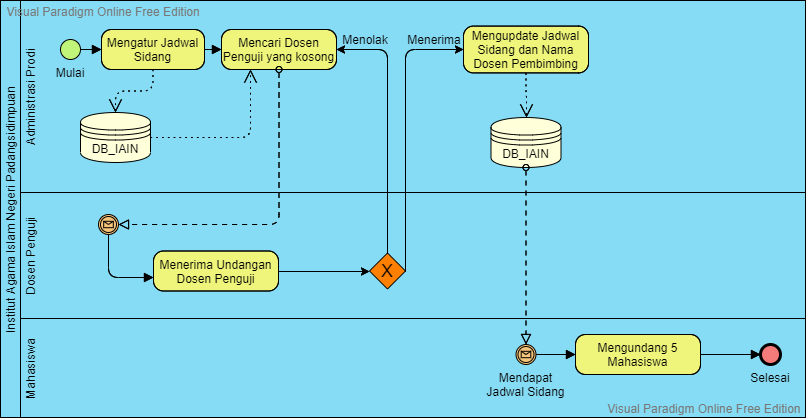 Visual Paradigm Online Free Edition
Institut Agama Islam Negeri Padangsidimpuan
Administrasi Prodi
Mulai
Mengatur Jadwal
Sidang
Mencari Dosen
Penguji yang kosong
Menolak
Menerima
Mengupdate Jadwal
Sidang dan Nama
Dosen Pembimbing
DB_IAIN
DB_IAIN
Dosen Penguji
Menerima Undangan
Dosen Penguji
X
Mahasiswa
Mendapat
Jadwal Sidang
Mengundang 5
Mahasiswa
Selesai
Visual Paradigm Online Free Edition